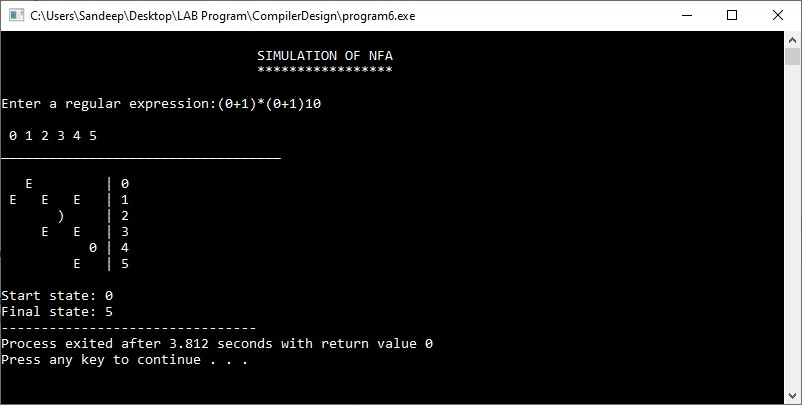 C:\Users\Sandeep\Desktop\LAB Program\CompilerDesign\program6.exe
SIMULATION OF NFA
*****************
Enter a regular expression:(0+1)*(0+1)10
0 1 2 3 4 5
___________________________________
E | 0
E E E | 1
) | 2
E E | 3
0 | 4
E | 5
Start state: 0
Final state: 5
--------------------------------
Process exited after 3.812 seconds with return value 0
Press any key to continue . . .